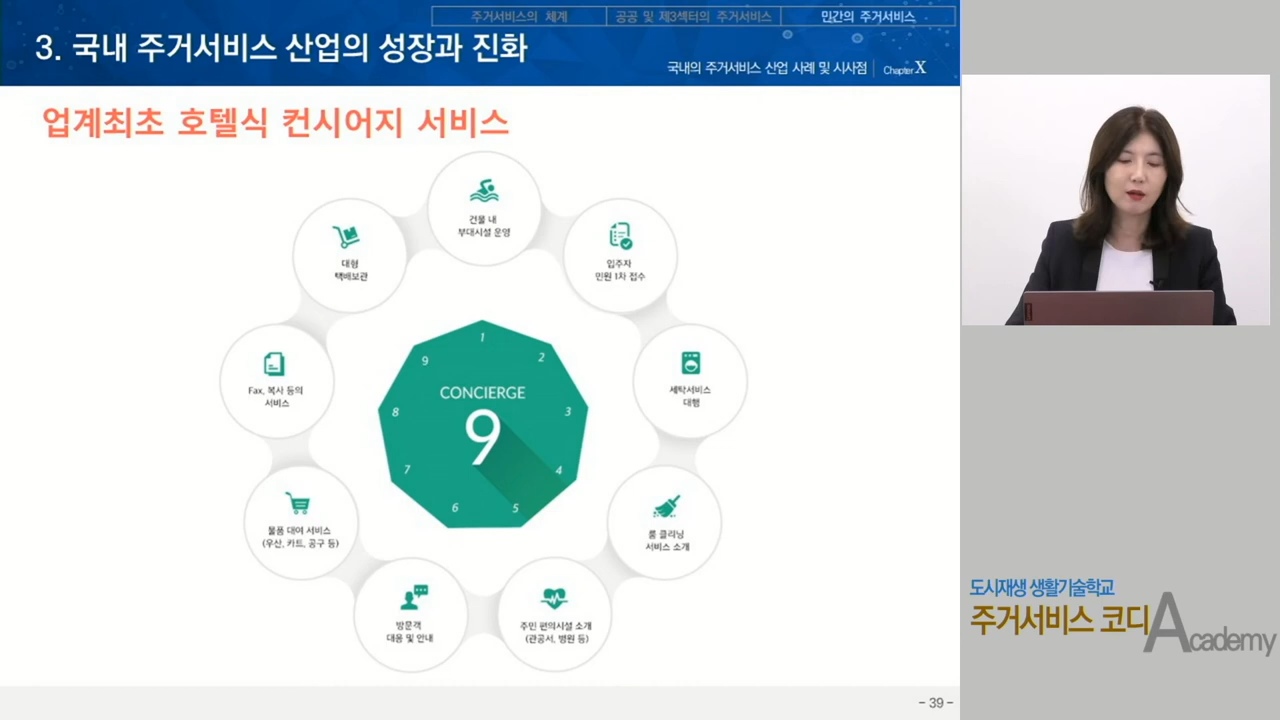 주거서비스의 체계
공공 및 제3섹터의 주거서비스
민간의 주거서비스
3. 국내 주거서비스 산업의 성장과 진화
국내의 주거서비스 산업 사례 및 시사점
Chapter X
업계최초 호텔식 컨시어지 서비스
건물 내
부대시설 운영
입주자
민원 1차 접수
세탁서비스
대행
룸 클리닝
서비스 소개
주민 편의시설 소개
(관공서, 병원 등)
방문객
대응 및 안내
물품 대여 서비스
(우산, 카트, 공구 등)
Fax, 복사 등의
서비스
대형
택배보관
CONCIERGE
9
1
2
3
4
5
6
7
8
9
도시재생 생활기술학교
주거서비스 코디 Academy
- 39 -